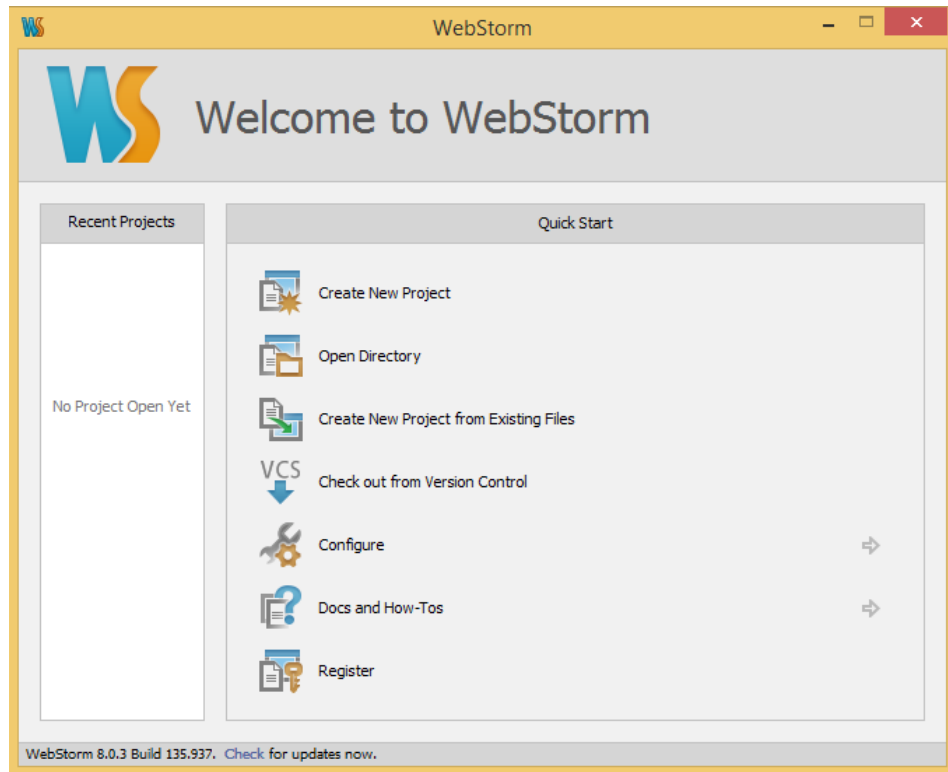 WS WebStorm
WS Welcome to WebStorm
Recent Projects
No Project Open Yet
Quick Start
Create New Project
Open Directory
Create New Project from Existing Files
VCS Check out from Version Control
Configure
Docs and How-Tos
Register
WebStorm 8.0.3 Build 135.937. Check for updates now.